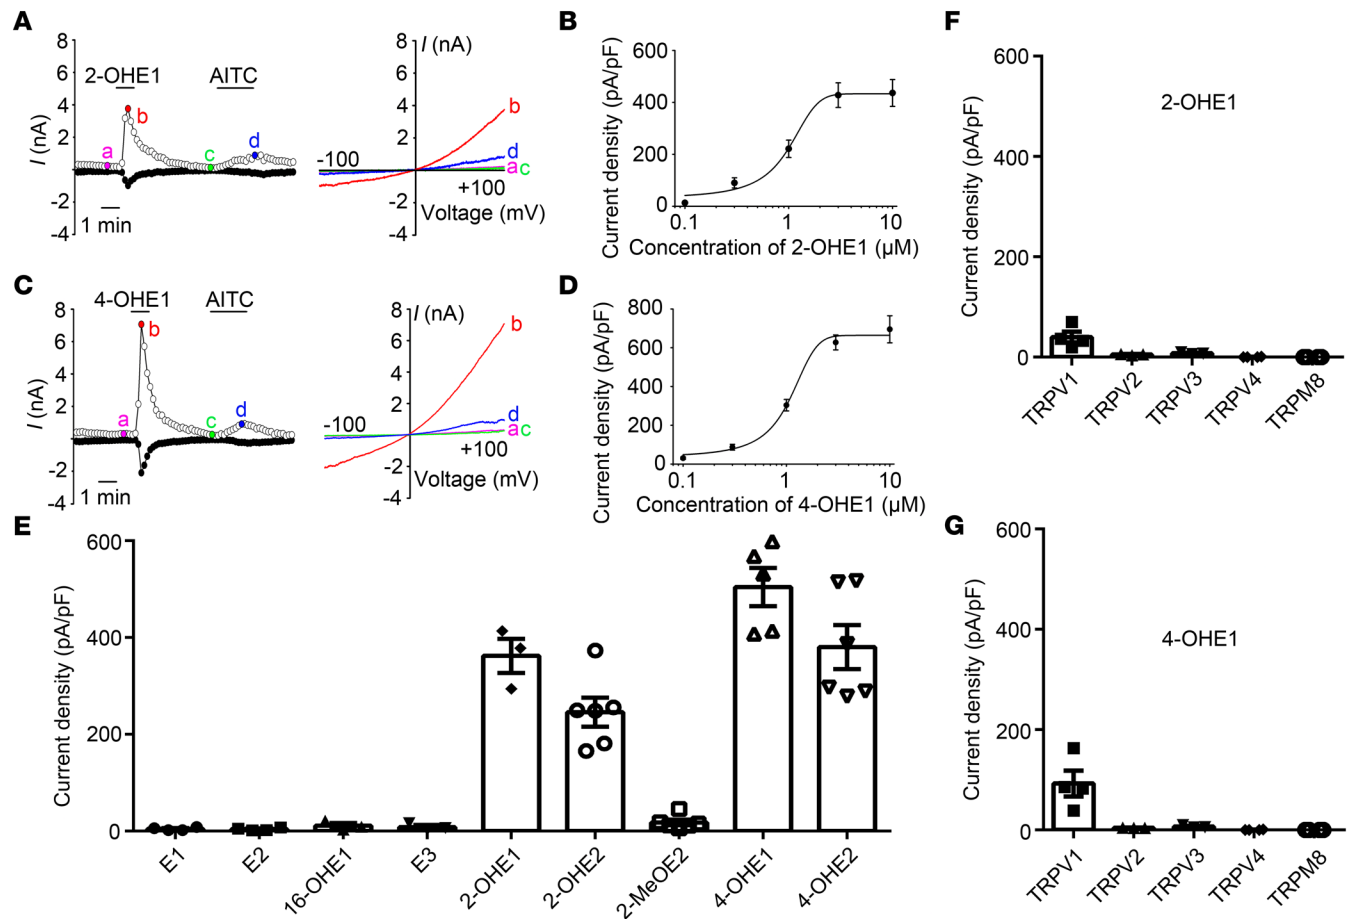 A
8
6
4
2
-2
-4
I (nA)
2-OHE1
AITC
a
b
c
d
1 min
8
6
4
2
-2
-4
I (nA)
-100
+100
Voltage (mV)
b
d
a c
B
600
400
200
0
Current density (pA/pF)
0.1
1
10
Concentration of 2-OHE1 (µM)
C
8
6
4
2
-2
-4
I (nA)
4-OHE1
AITC
a
b
c
d
1 min
8
6
4
2
-2
-4
I (nA)
-100
+100
Voltage (mV)
b
d
a c
D
800
600
400
200
0
Current density (pA/pF)
0.1
1
10
Concentration of 4-OHE1 (µM)
E
600
400
200
0
Current density (pA/pF)
E1
E2
16-OHE1
E3
2-OHE1
2-OHE2
2-MeOE2
4-OHE1
4-OHE2
F
600
400
200
0
Current density (pA/pF)
2-OHE1
TRPV1
TRPV2
TRPV3
TRPV4
TRPM8
G
600
400
200
0
Current density (pA/pF)
4-OHE1
TRPV1
TRPV2
TRPV3
TRPV4
TRPM8